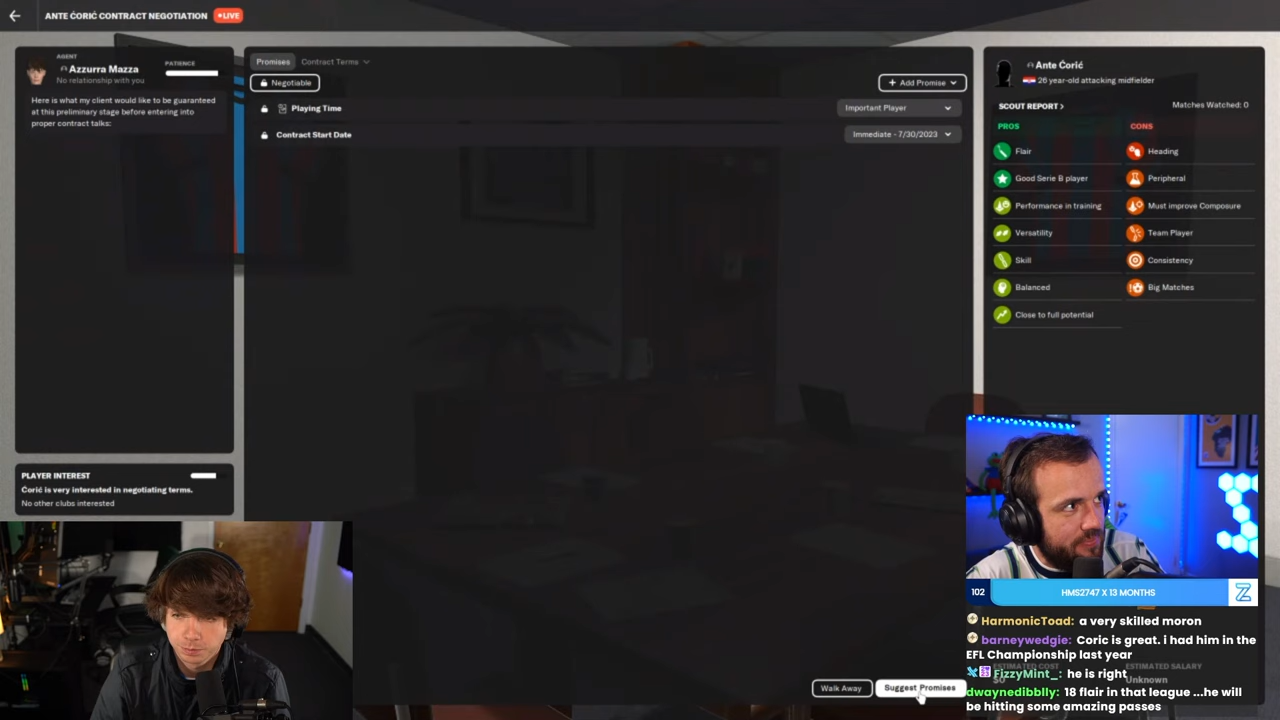 ANTE ĆORIĆ CONTRACT NEGOTIATION
LIVE
AGENT
Azzurra Mazza
No relationship with you
PATIENCE
Here is what my client would like to be guaranteed
at this preliminary stage before entering into
proper contract talks:
PLAYER INTEREST
Ćorić is very interested in negotiating terms.
No other clubs interested
Promises
Contract Terms
Negotiable
+ Add Promise
Playing Time
Important Player
Contract Start Date
Immediate - 7/30/2023
Walk Away
Suggest Promises
Ante Ćorić
26 year-old attacking midfielder
SCOUT REPORT >
Matches Watched: 0
PROS
CONS
Flair
Heading
Good Serie B player
Peripheral
Performance in training
Must improve Composure
Versatility
Team Player
Skill
Consistency
Balanced
Big Matches
Close to full potential
102
HMS2747 X 13 MONTHS
Z
HarmonicToad: a very skilled moron
barneywedgie: Coric is great. i had him in the
EFL Championship last year
ESTIMATED COST
ESTIMATED SALARY
FizzyMint_: he is right
$0
Unknown
dwaynedibblly: 18 flair in that league ...he will
be hitting some amazing passes